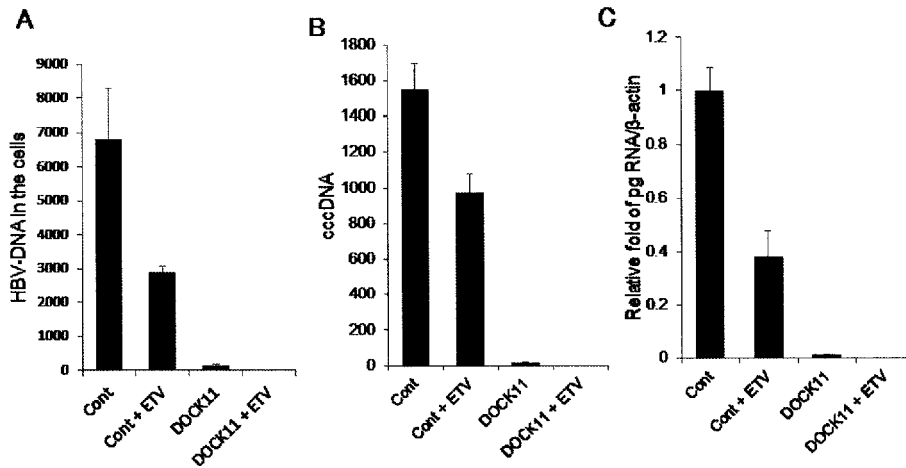 A
HBV-DNA In the cells
9000
8000
7000
6000
5000
4000
3000
2000
1000
0
Cont
Cont + ETV
DOCK11
DOCK11 + ETV
B
cccDNA
1800
1600
1400
1200
1000
800
600
400
200
0
Cont
Cont + ETV
DOCK11
DOCK11 + ETV
C
Relative fold of pg RNA/β-actin
1.2
1
0.8
0.6
0.4
0.2
0
Cont
Cont + ETV
DOCK11
DOCK11 + ETV